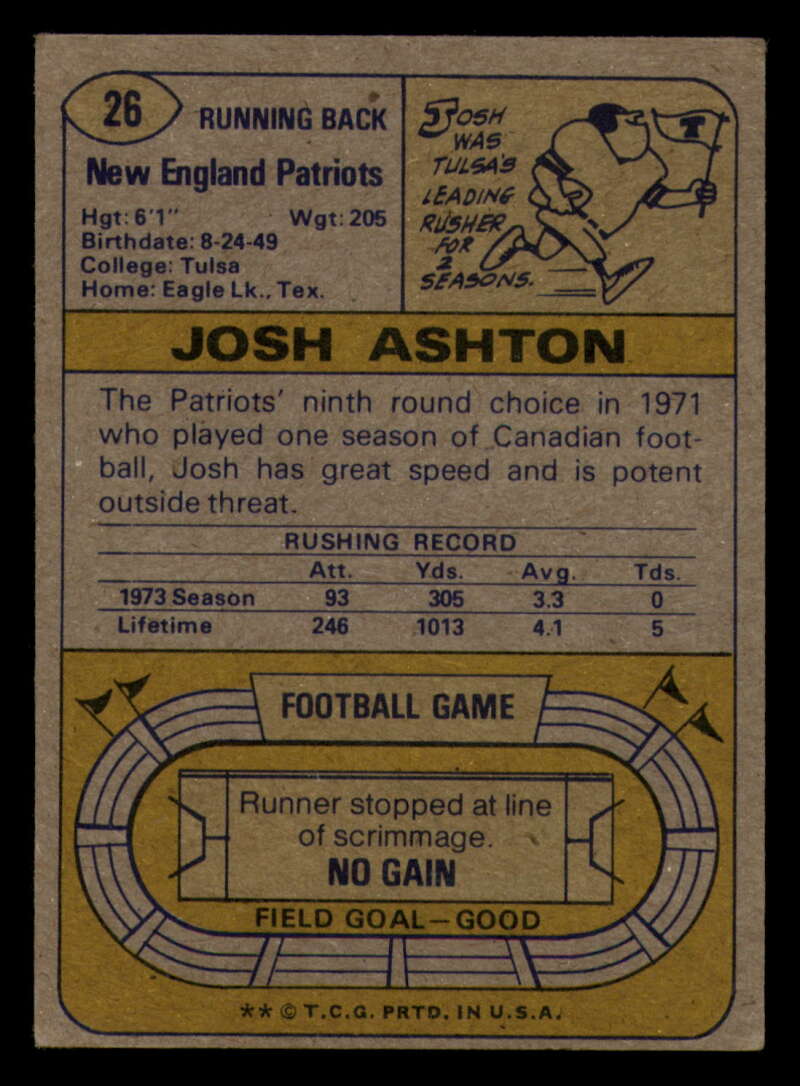 26
RUNNING BACK
New England Patriots
Hgt: 6'1" Wgt: 205
Birthdate: 8-24-49
College: Tulsa
Home: Eagle Lk., Tex.
JOSH
WAS
TULSA'S
LEADING
RUSHER
FOR
2
SEASONS.
T
JOSH ASHTON
The Patriots' ninth round choice in 1971
who played one season of Canadian foot-
ball, Josh has great speed and is potent
outside threat.
RUSHING RECORD
Att. Yds. Avg. Tds.
1973 Season 93 305 3.3 0
Lifetime 246 1013 4.1 5
FOOTBALL GAME
Runner stopped at line
of scrimmage.
NO GAIN
FIELD GOAL—GOOD
** © T.C.G. PRTD. IN U.S.A.